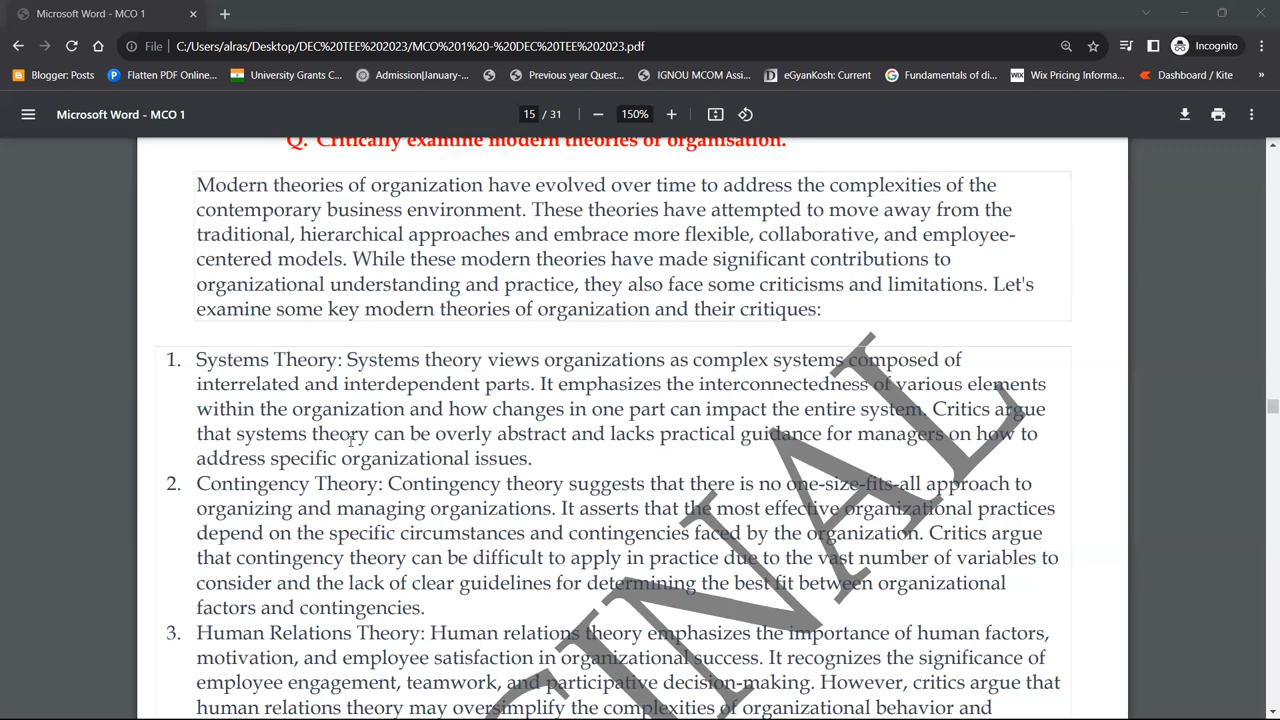 Microsoft Word - MCO 1
File C:/Users/alras/Desktop/DEC%20TEE%202023/MCO%201%20-%20DEC%20TEE%202023.pdf Incognito
Blogger: Posts Flatten PDF Online... University Grants C... Admission|January-... Previous year Quest... IGNOU MCOM Assi... eGyanKosh: Current Fundamentals of di... WIX Wix Pricing Informa... Dashboard / Kite »
Microsoft Word - MCO 1 15 / 31 150%
Q. Critically examine modern theories of organisation.
Modern theories of organization have evolved over time to address the complexities of the
contemporary business environment. These theories have attempted to move away from the
traditional, hierarchical approaches and embrace more flexible, collaborative, and employee-
centered models. While these modern theories have made significant contributions to
organizational understanding and practice, they also face some criticisms and limitations. Let's
examine some key modern theories of organization and their critiques:
1. Systems Theory: Systems theory views organizations as complex systems composed of
interrelated and interdependent parts. It emphasizes the interconnectedness of various elements
within the organization and how changes in one part can impact the entire system. Critics argue
that systems theory can be overly abstract and lacks practical guidance for managers on how to
address specific organizational issues.
2. Contingency Theory: Contingency theory suggests that there is no one-size-fits-all approach to
organizing and managing organizations. It asserts that the most effective organizational practices
depend on the specific circumstances and contingencies faced by the organization. Critics argue
that contingency theory can be difficult to apply in practice due to the vast number of variables to
consider and the lack of clear guidelines for determining the best fit between organizational
factors and contingencies.
3. Human Relations Theory: Human relations theory emphasizes the importance of human factors,
motivation, and employee satisfaction in organizational success. It recognizes the significance of
employee engagement, teamwork, and participative decision-making. However, critics argue that
human relations theory may oversimplify the complexities of organizational behavior and